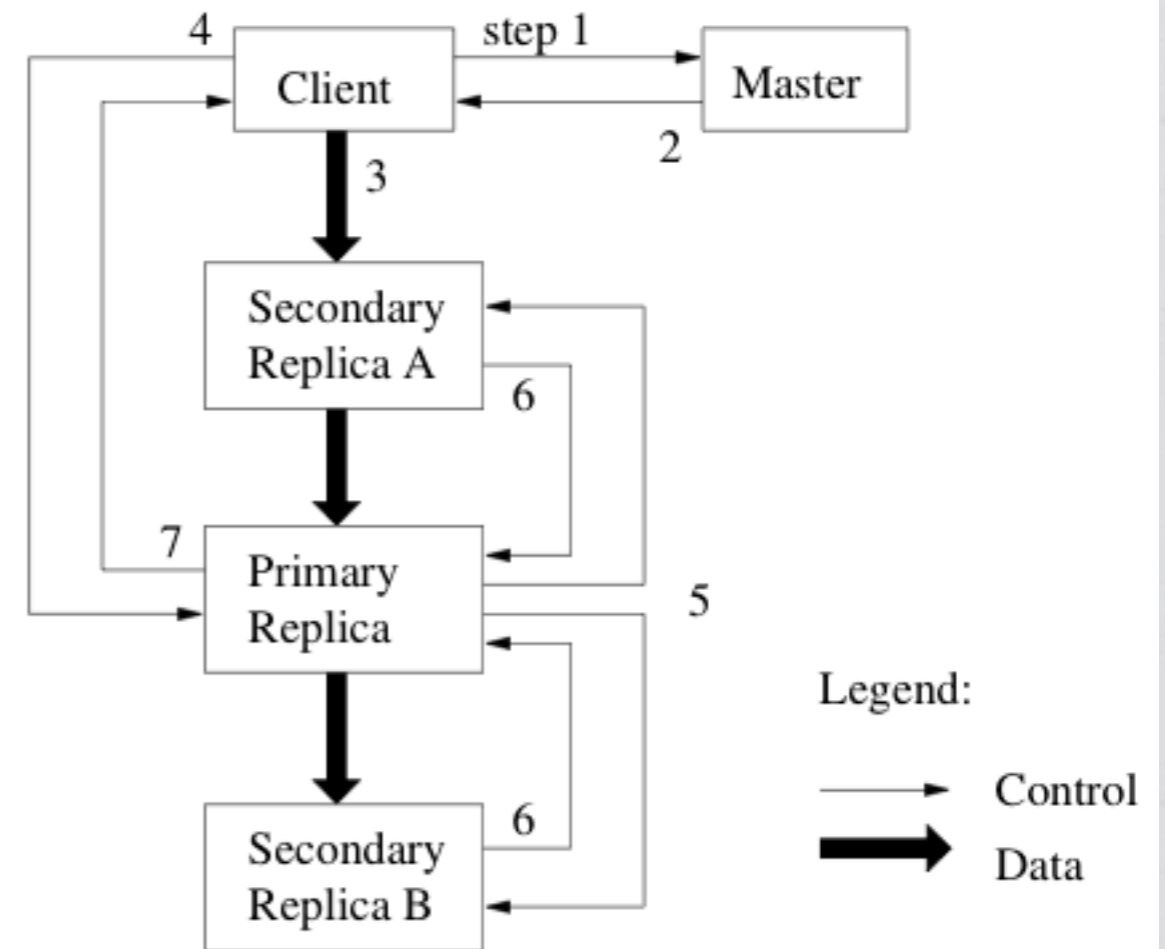 4
step 1
Client
Master
2
3
Secondary
Replica A
6
7
Primary
Replica
5
Legend:
Control
6
Secondary
Replica B
Data